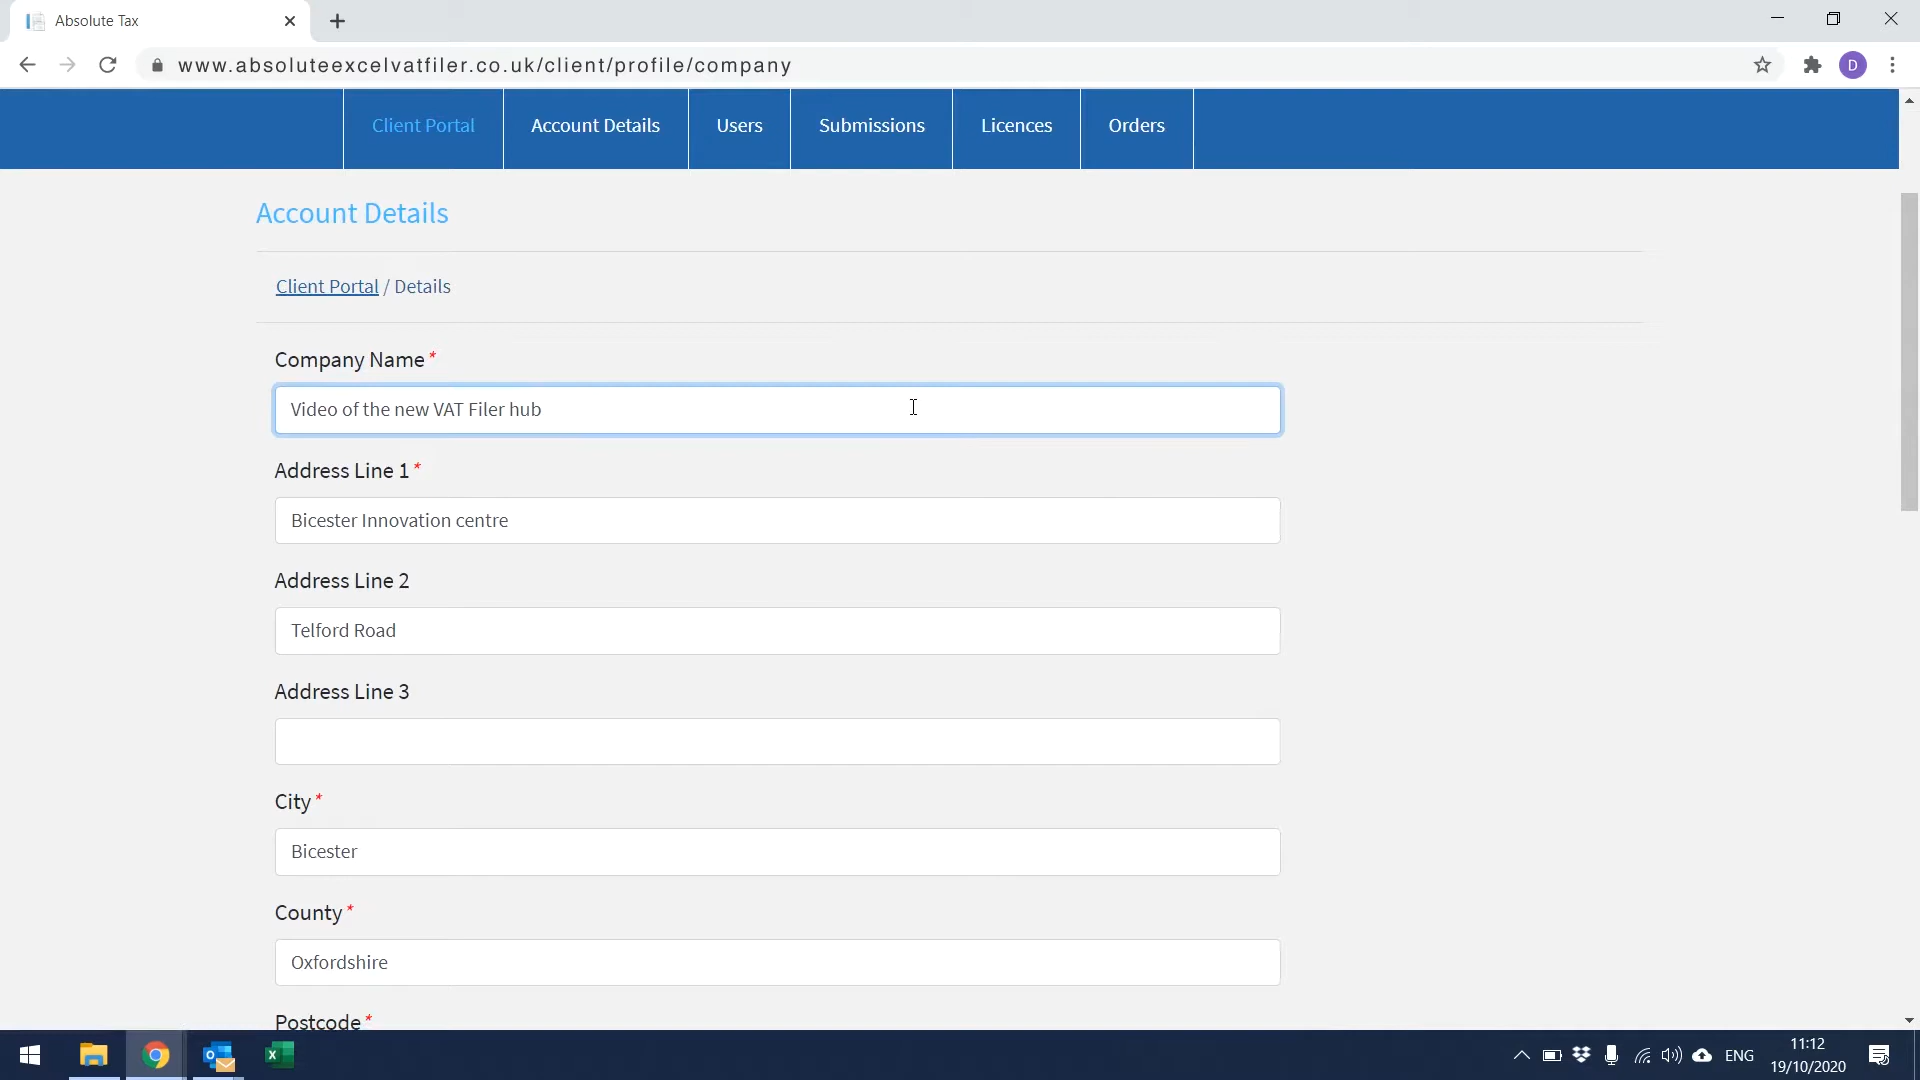 Absolute Tax
www.absoluteexcelvatfiler.co.uk/client/profile/company
D
Client Portal
Account Details
Users
Submissions
Licences
Orders
Account Details
Client Portal / Details
Company Name *
Video of the new VAT Filer hub
Address Line 1 *
Bicester Innovation centre
Address Line 2
Telford Road
Address Line 3
City *
Bicester
County *
Oxfordshire
Postcode *
ENG
11:12
19/10/2020